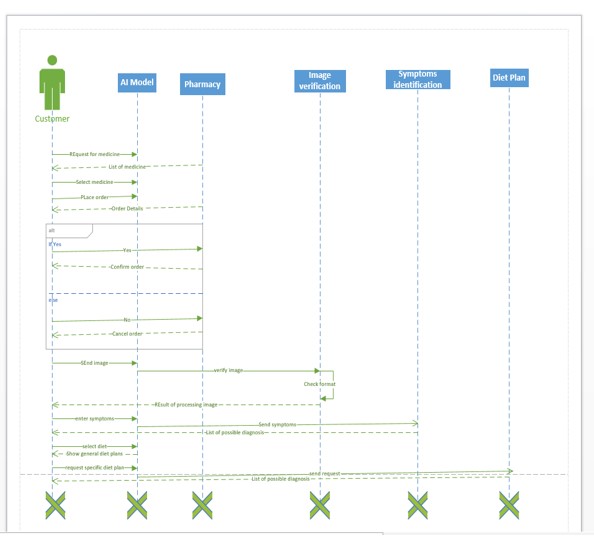 Customer
AI Model
Pharmacy
Image
verification
Symptoms
identification
Diet Plan
REquest for medicine
List of medicine
Select medicine
PLace order
Order Details
alt
If Yes
Yes
Confirm order
else
No
Cancel order
SEnd image
verify image
Check format
REsult of processing image
enter symptoms
Send symptoms
List of possible diagnosis
select diet
Show general diet plans
request specific diet plan
send request
List of possible diagnosis